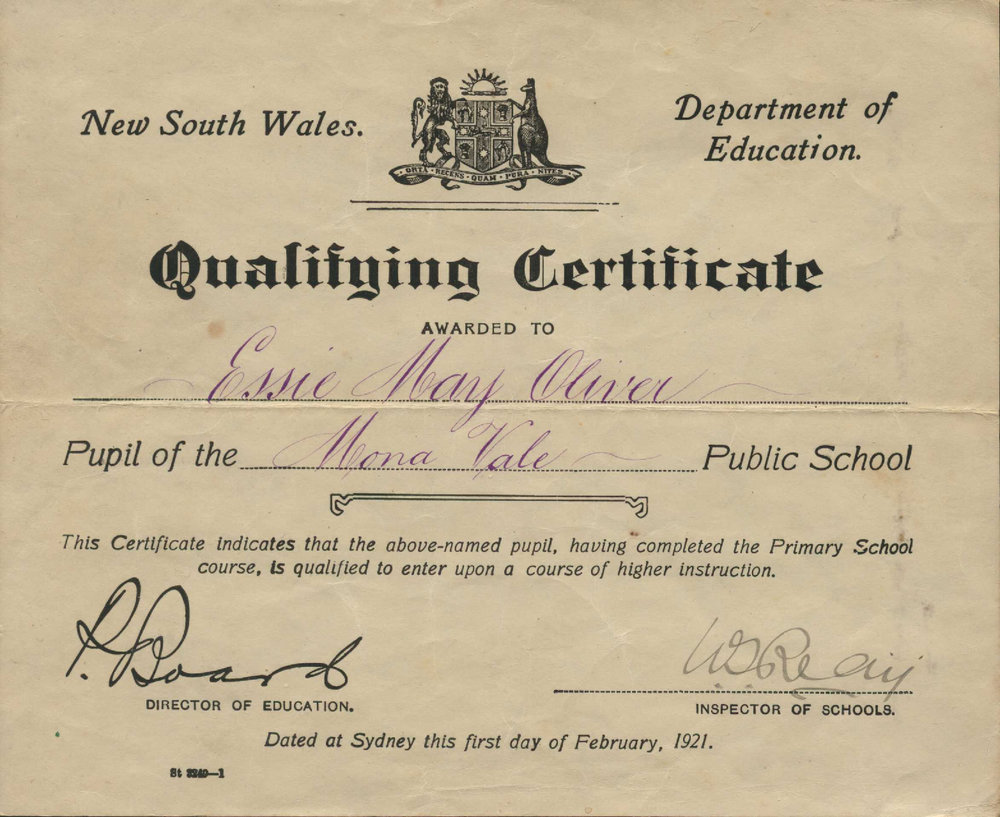 New South Wales.
Department of
Education.
ORTA · RECENS · QUAM · PURA · NITES
Qualifying Certificate
AWARDED TO
Essie May Oliver
Pupil of the Mona Vale Public School
This Certificate indicates that the above-named pupil, having completed the Primary School
course, is qualified to enter upon a course of higher instruction.
P. Board
DIRECTOR OF EDUCATION.
INSPECTOR OF SCHOOLS.
Dated at Sydney this first day of February, 1921.